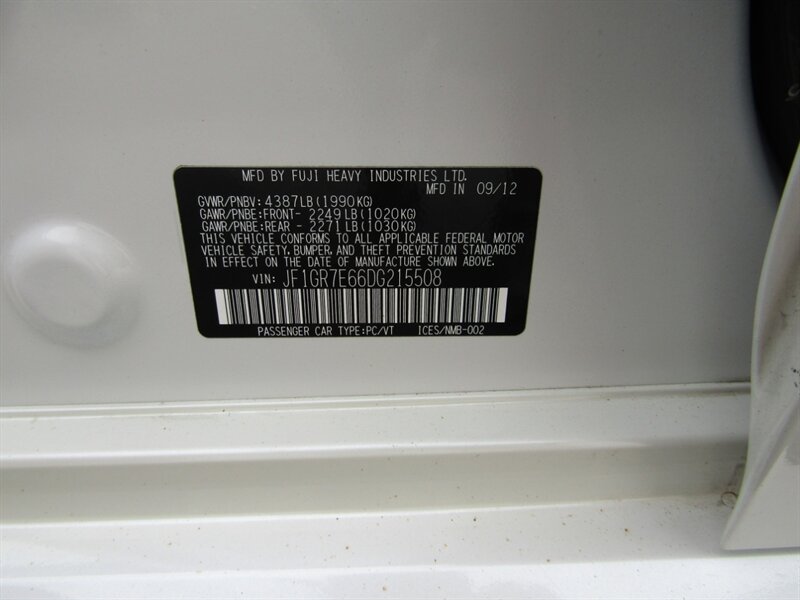 MFD BY FUJI HEAVY INDUSTRIES LTD.
MFD IN 09/12
GVWR/PNBV: 4387LB (1990KG)
GAWR/PNBE:FRONT- 2249LB (1020KG)
GAWR/PNBE:REAR - 2271LB (1030KG)
THIS VEHICLE CONFORMS TO ALL APPLICABLE FEDERAL MOTOR
VEHICLE SAFETY, BUMPER, AND THEFT PREVENTION STANDARDS
IN EFFECT ON THE DATE OF MANUFACTURE SHOWN ABOVE.
VIN: JF1GR7E66DG215508
PASSENGER CAR TYPE:PC/VT ICES/NMB-002